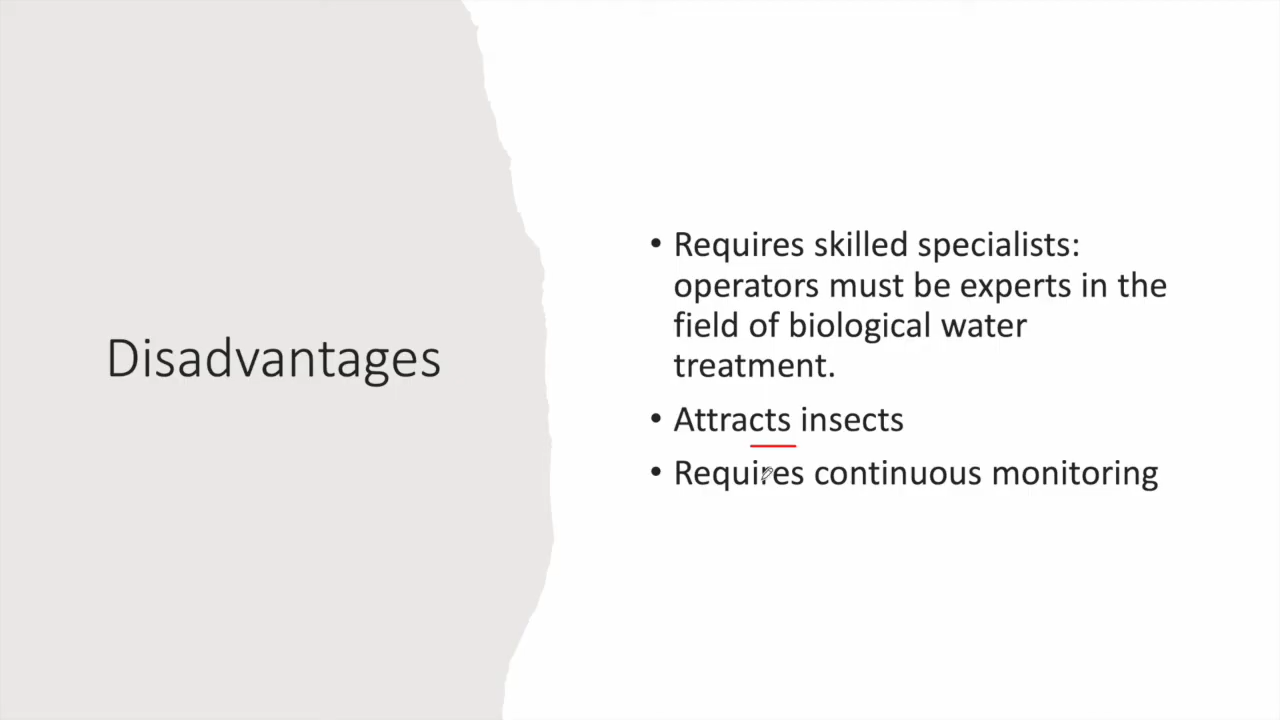 Disadvantages
• Requires skilled specialists:
operators must be experts in the
field of biological water
treatment.
• Attracts insects
• Requires continuous monitoring